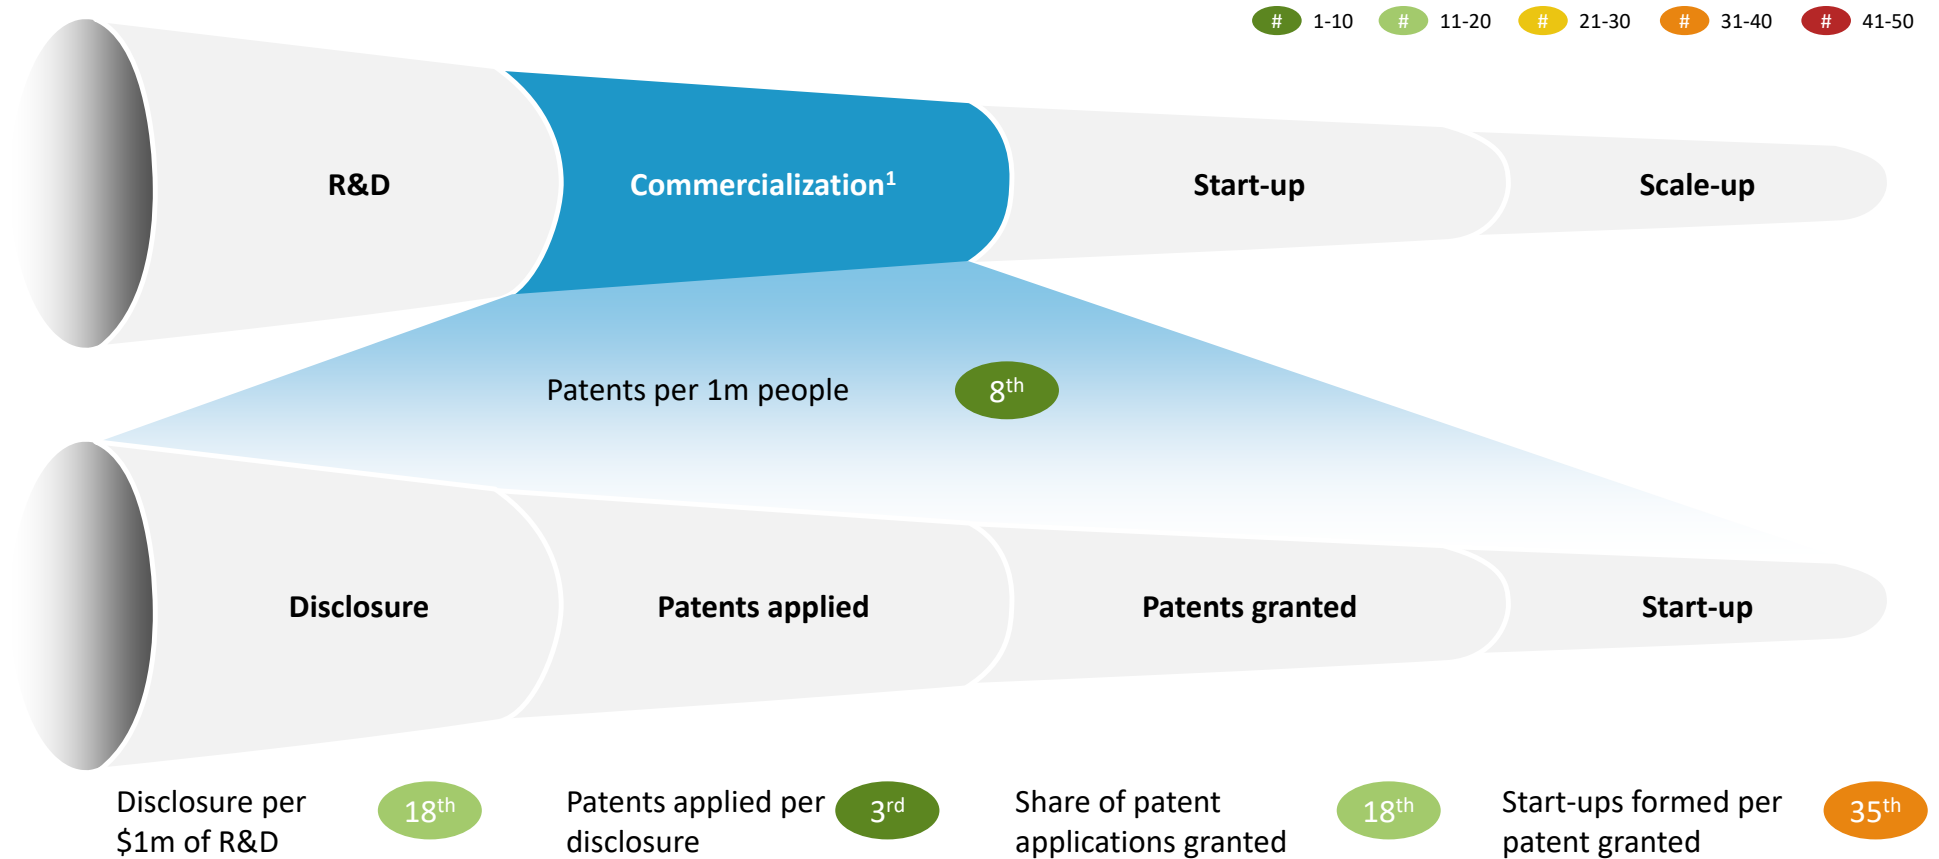 # 1-10 # 11-20 # 21-30 # 31-40 # 41-50
R&D Commercialization¹ Start-up Scale-up
Patents per 1m people 8th
Disclosure Patents applied Patents granted Start-up
Disclosure per
$1m of R&D
18th
Patents applied per
disclosure
3rd
Share of patent
applications granted
18th
Start-ups formed per
patent granted
35th